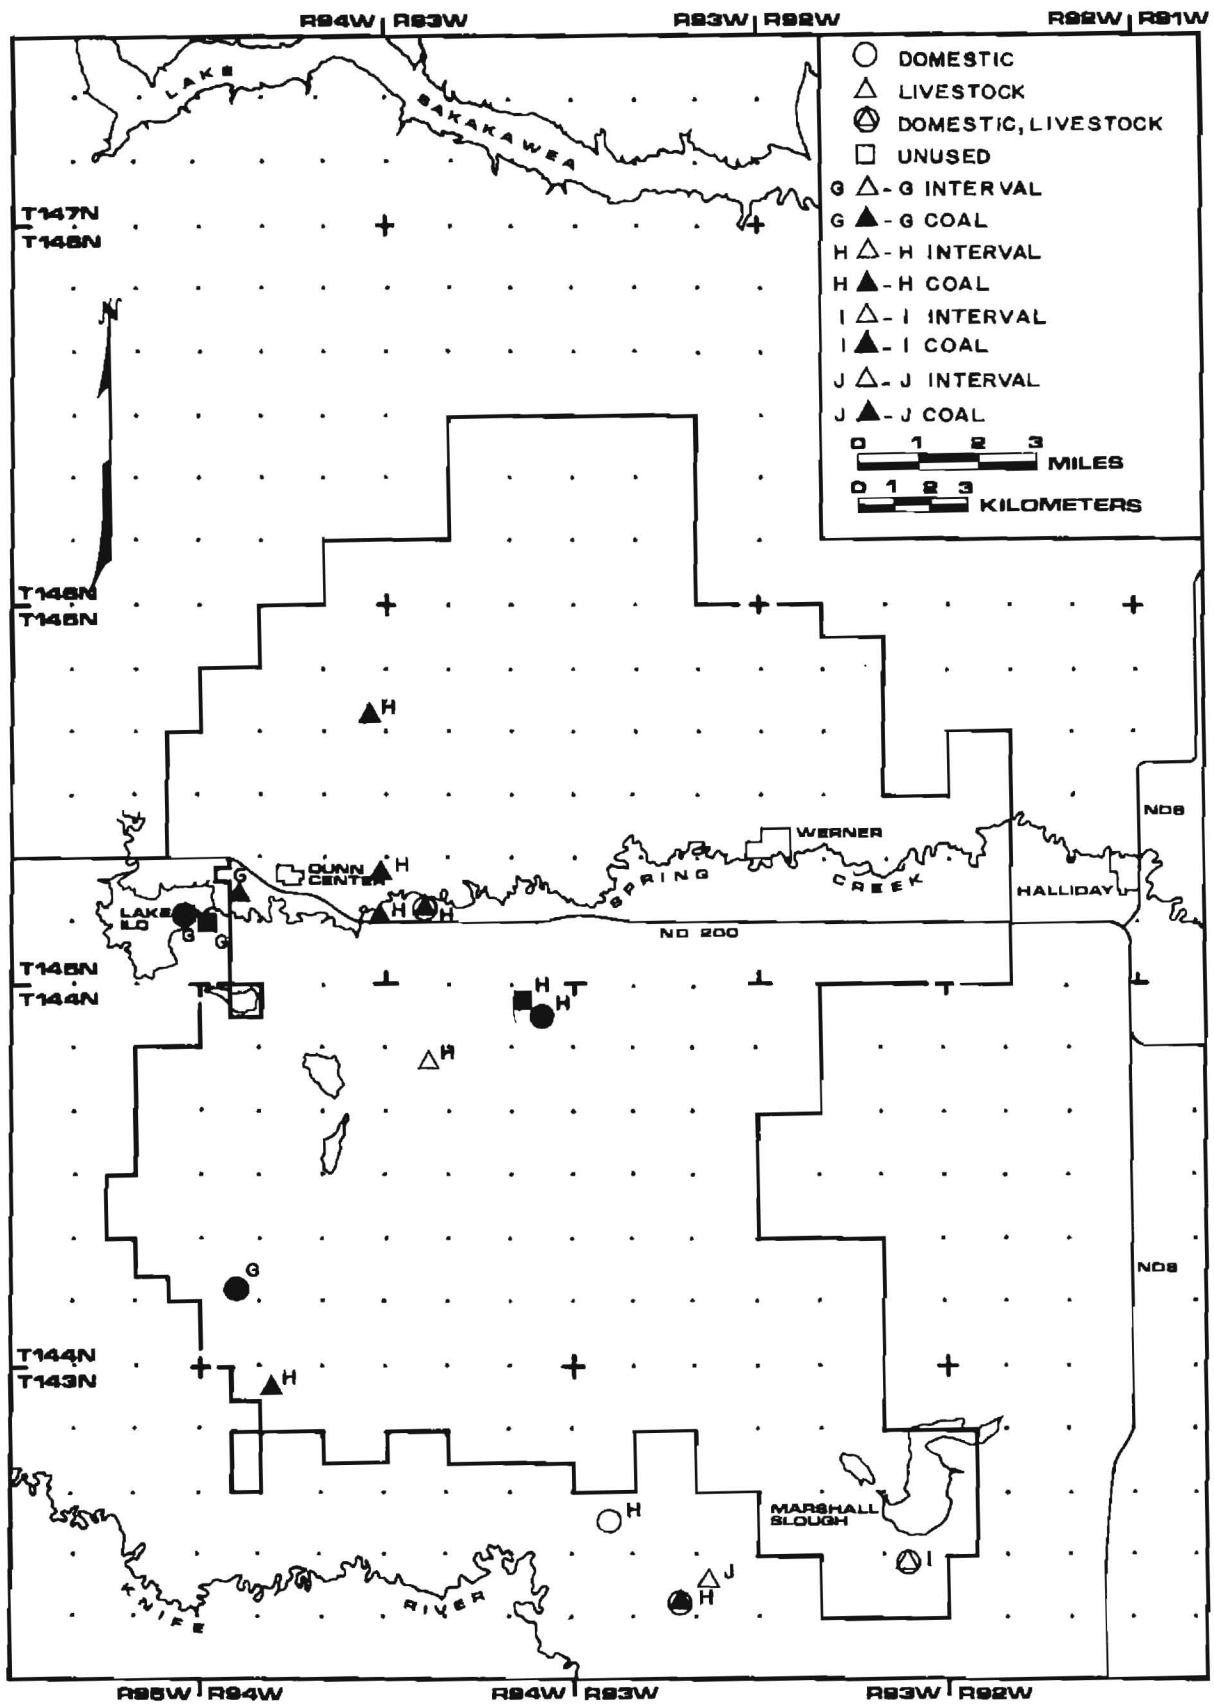 R94W R93W
R93W R92W
R92W R91W
LAKE
SAKAKAWEA
DOMESTIC
LIVESTOCK
DOMESTIC, LIVESTOCK
UNUSED
G - G INTERVAL
G - G COAL
H - H INTERVAL
H - H COAL
I - I INTERVAL
I - I COAL
J - J INTERVAL
J - J COAL
0 1 2 3
MILES
0 1 2 3
KILOMETERS
T147N
T146N
N
T146N
T145N
H
ND8
WERNER
SPRING CREEK
HALLIDAY
DUNN
CENTER
H
G
LAKE
ILO
G
G
H
H
ND 200
T145N
T144N
H
H
H
ND8
G
T144N
T143N
H
MARSHALL
SLOUGH
H
I
J
H
KNIFE
RIVER
R95W R94W
R94W R93W
R93W R92W